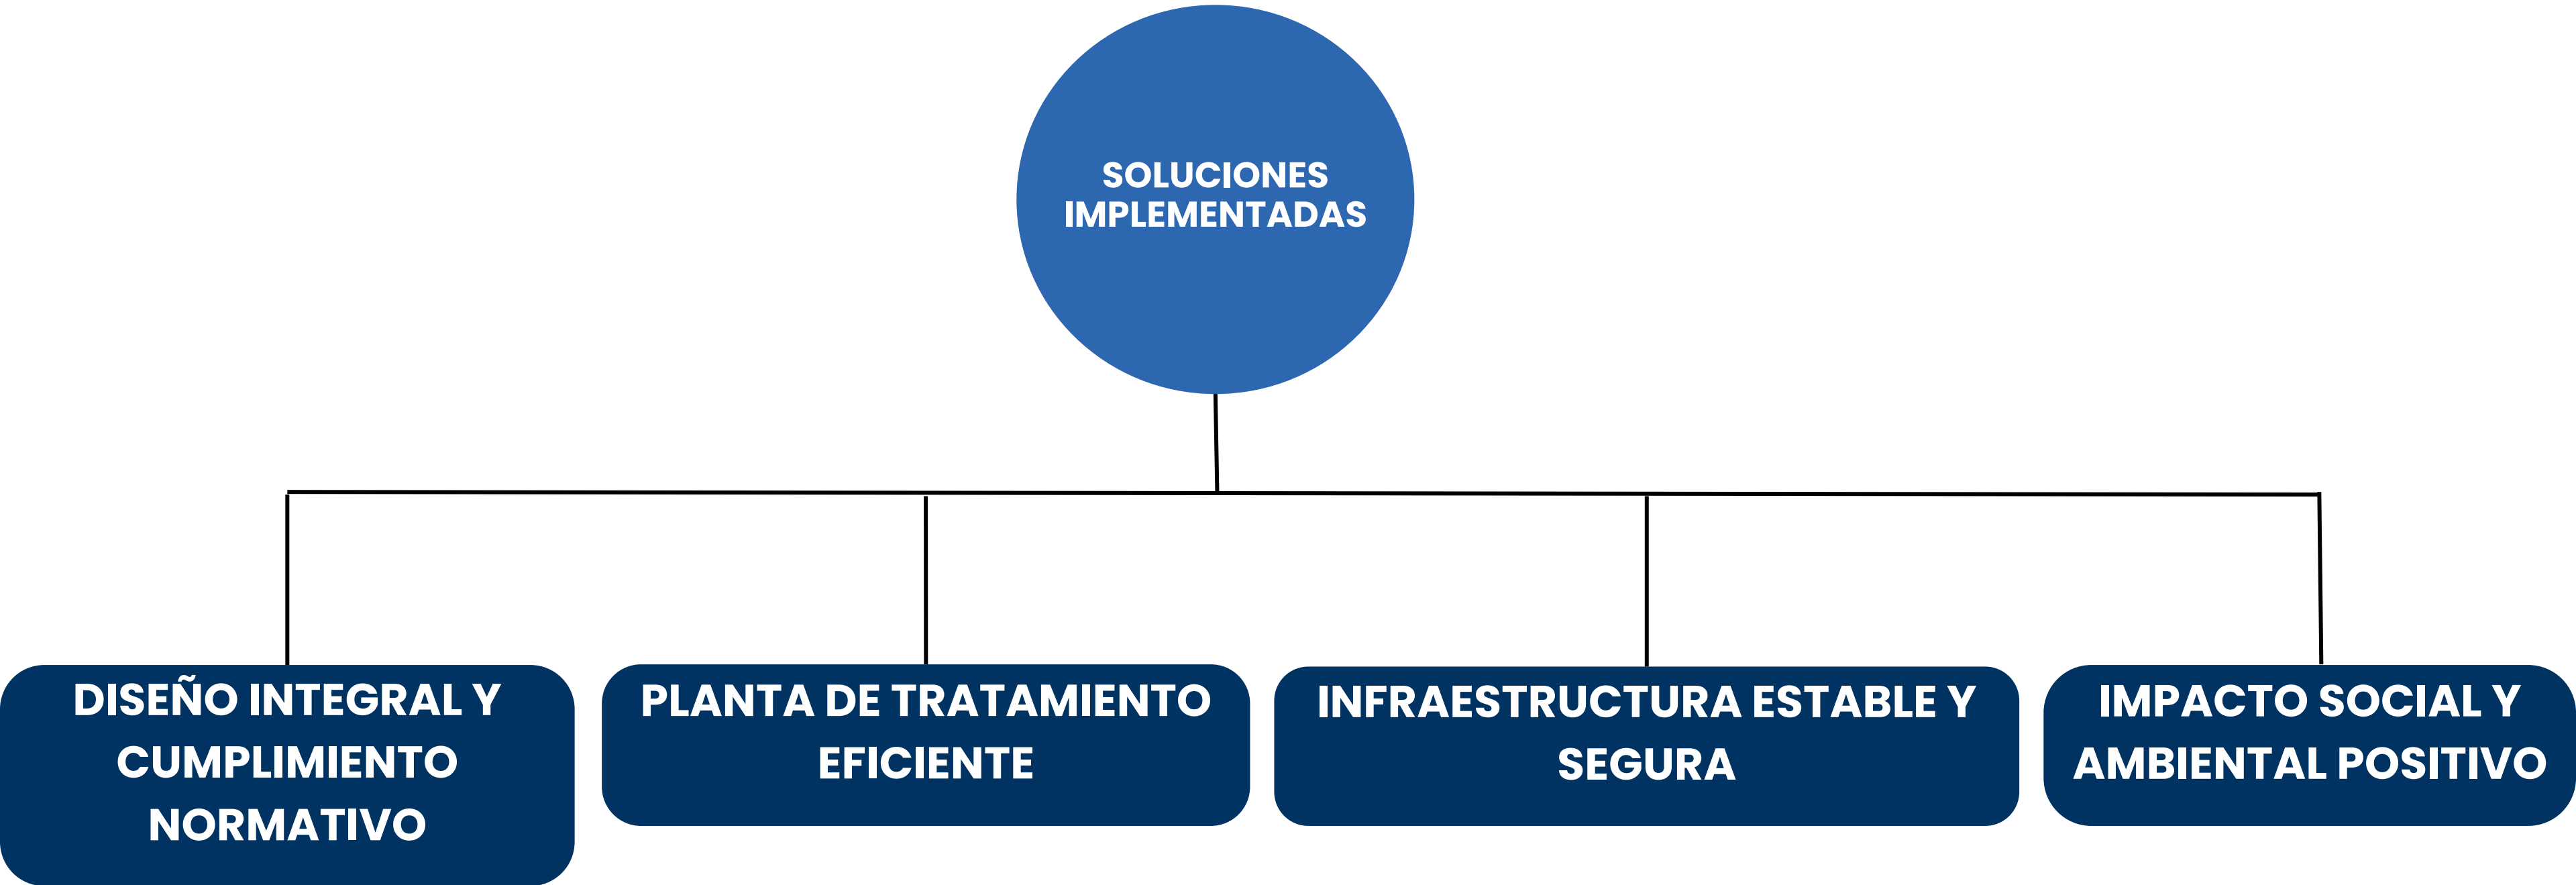 SOLUCIONES
IMPLEMENTADAS
DISEÑO INTEGRAL Y
CUMPLIMIENTO
NORMATIVO
PLANTA DE TRATAMIENTO
EFICIENTE
INFRAESTRUCTURA ESTABLE Y
SEGURA
IMPACTO SOCIAL Y
AMBIENTAL POSITIVO